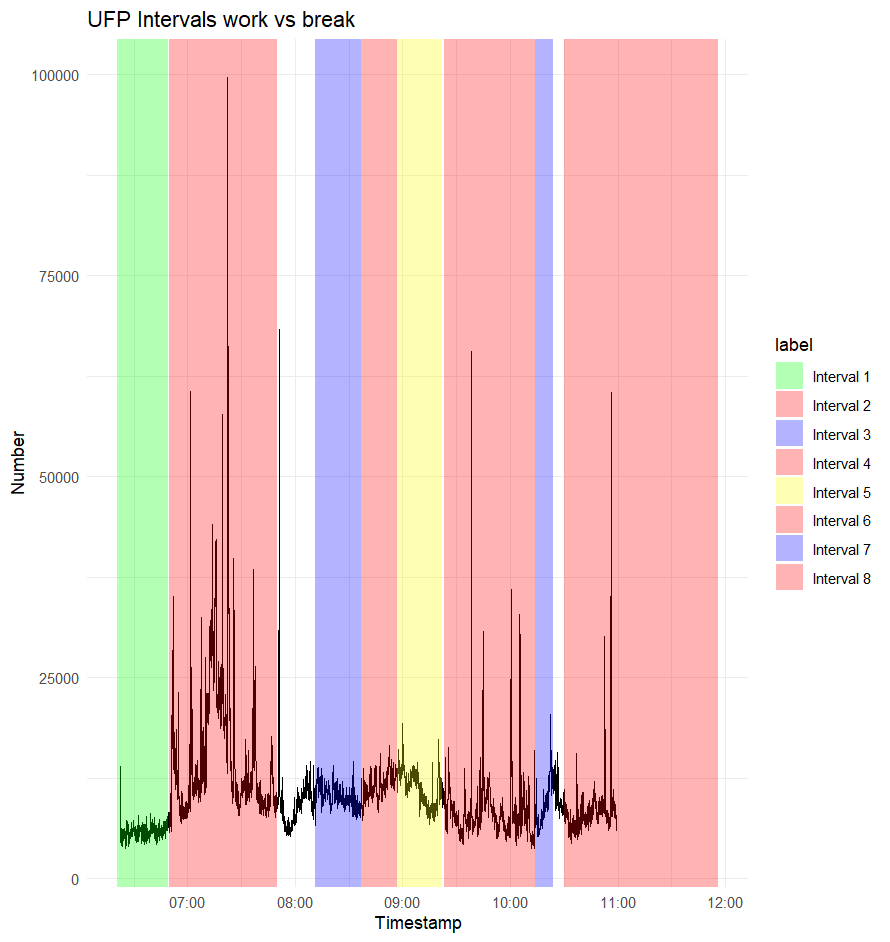 UFP Intervals work vs break
100000
75000
50000
25000
0
Number
07:00 08:00 09:00 10:00 11:00 12:00
Timestamp
label
Interval 1
Interval 2
Interval 3
Interval 4
Interval 5
Interval 6
Interval 7
Interval 8